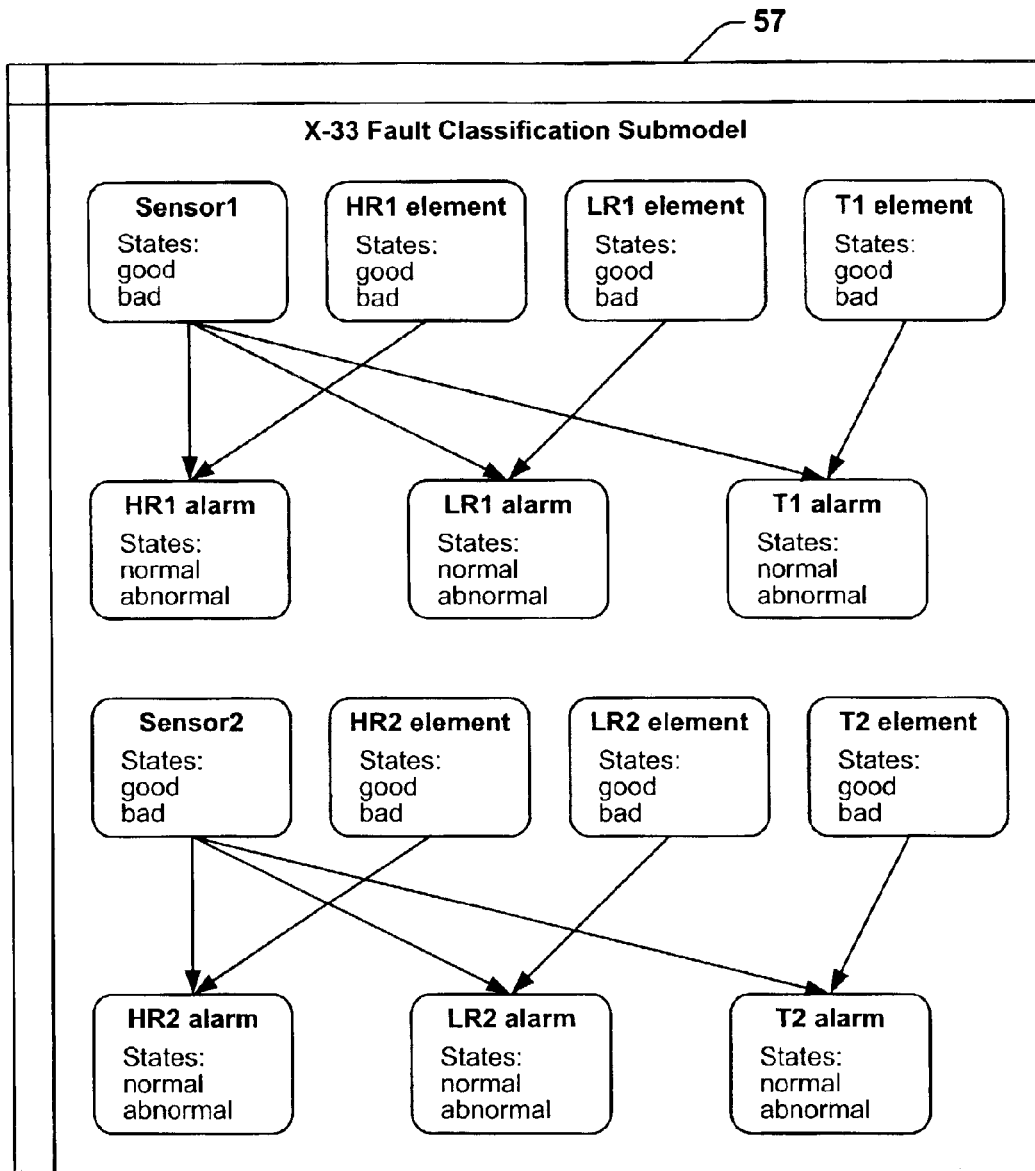 57
X-33 Fault Classification Submodel
Sensor1
States:
good
bad
HR1 element
States:
good
bad
LR1 element
States:
good
bad
T1 element
States:
good
bad
HR1 alarm
States:
normal
abnormal
LR1 alarm
States:
normal
abnormal
T1 alarm
States:
normal
abnormal
Sensor2
States:
good
bad
HR2 element
States:
good
bad
LR2 element
States:
good
bad
T2 element
States:
good
bad
HR2 alarm
States:
normal
abnormal
LR2 alarm
States:
normal
abnormal
T2 alarm
States:
normal
abnormal